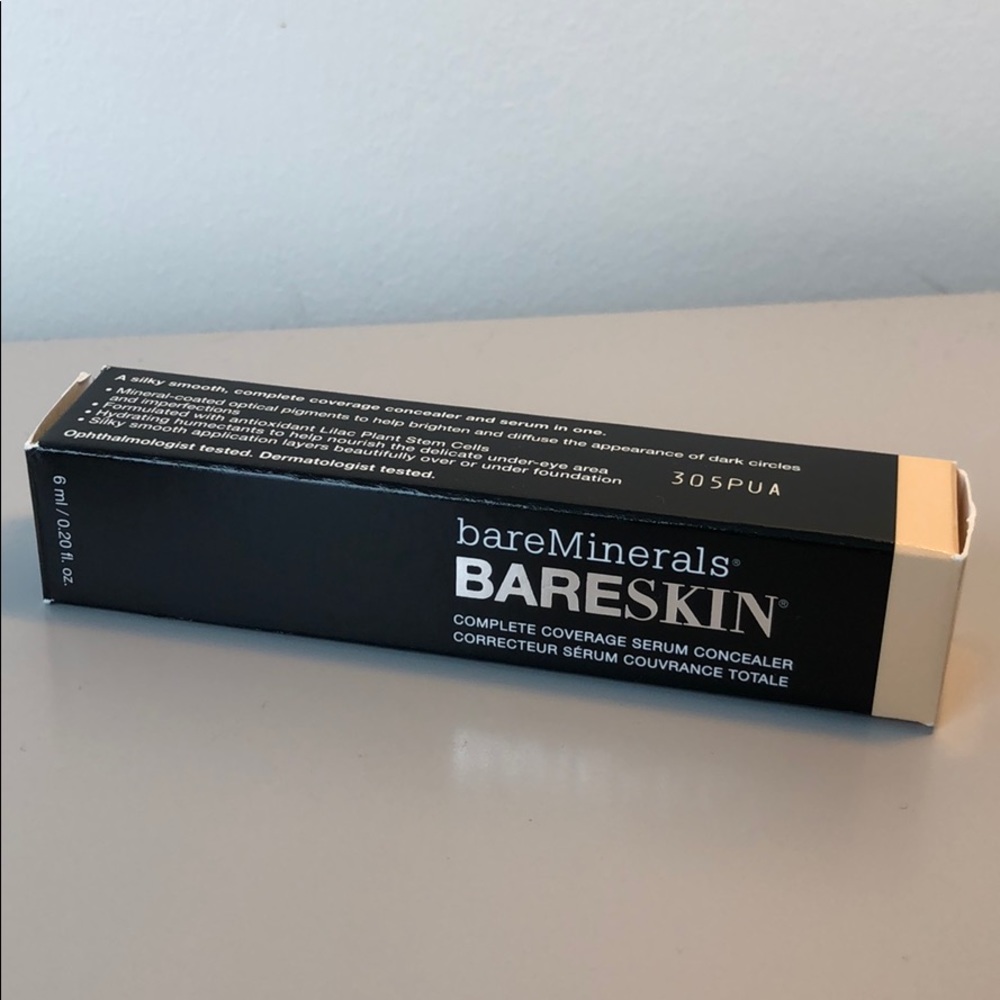 A silky smooth, complete coverage concealer and serum in one.
• Mineral-coated optical pigments to help brighten and diffuse the appearance of dark circles
and imperfections
• Formulated with antioxidant Lilac Plant Stem Cells
• Hydrating humectants to help nourish the delicate under-eye area
• Silky smooth application layers beautifully over or under foundation
Ophthalmologist tested. Dermatologist tested.
305PUA
6 ml / 0.20 fl. oz.
bareMinerals®
BARESKIN®
COMPLETE COVERAGE SERUM CONCEALER
CORRECTEUR SÉRUM COUVRANCE TOTALE